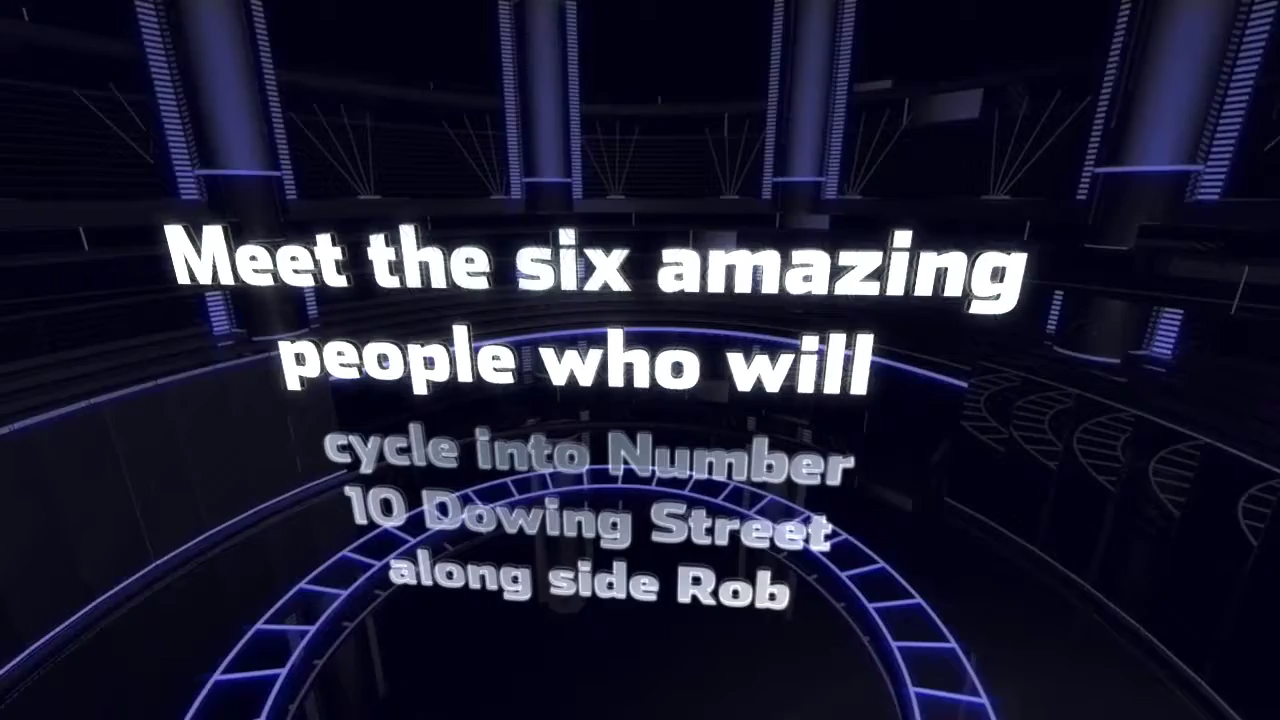 Meet the six amazing
people who will
cycle into Number
10 Dowing Street
along side Rob